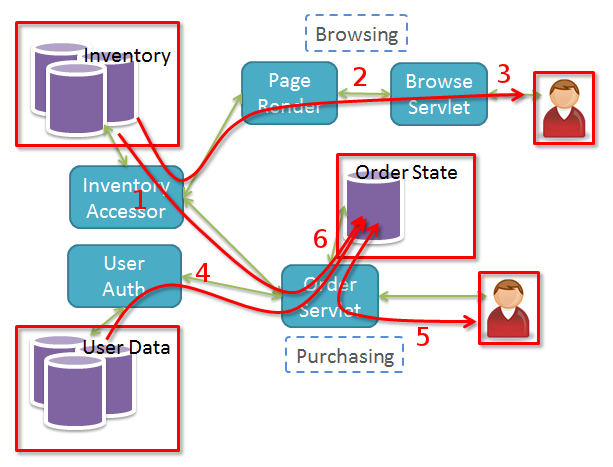 Browsing
Inventory
Page
Render
2
Browse
Servlet
3
Inventory
Accessor
1
Order State
6
User
Auth
4
Order
Servlet
5
User Data
Purchasing